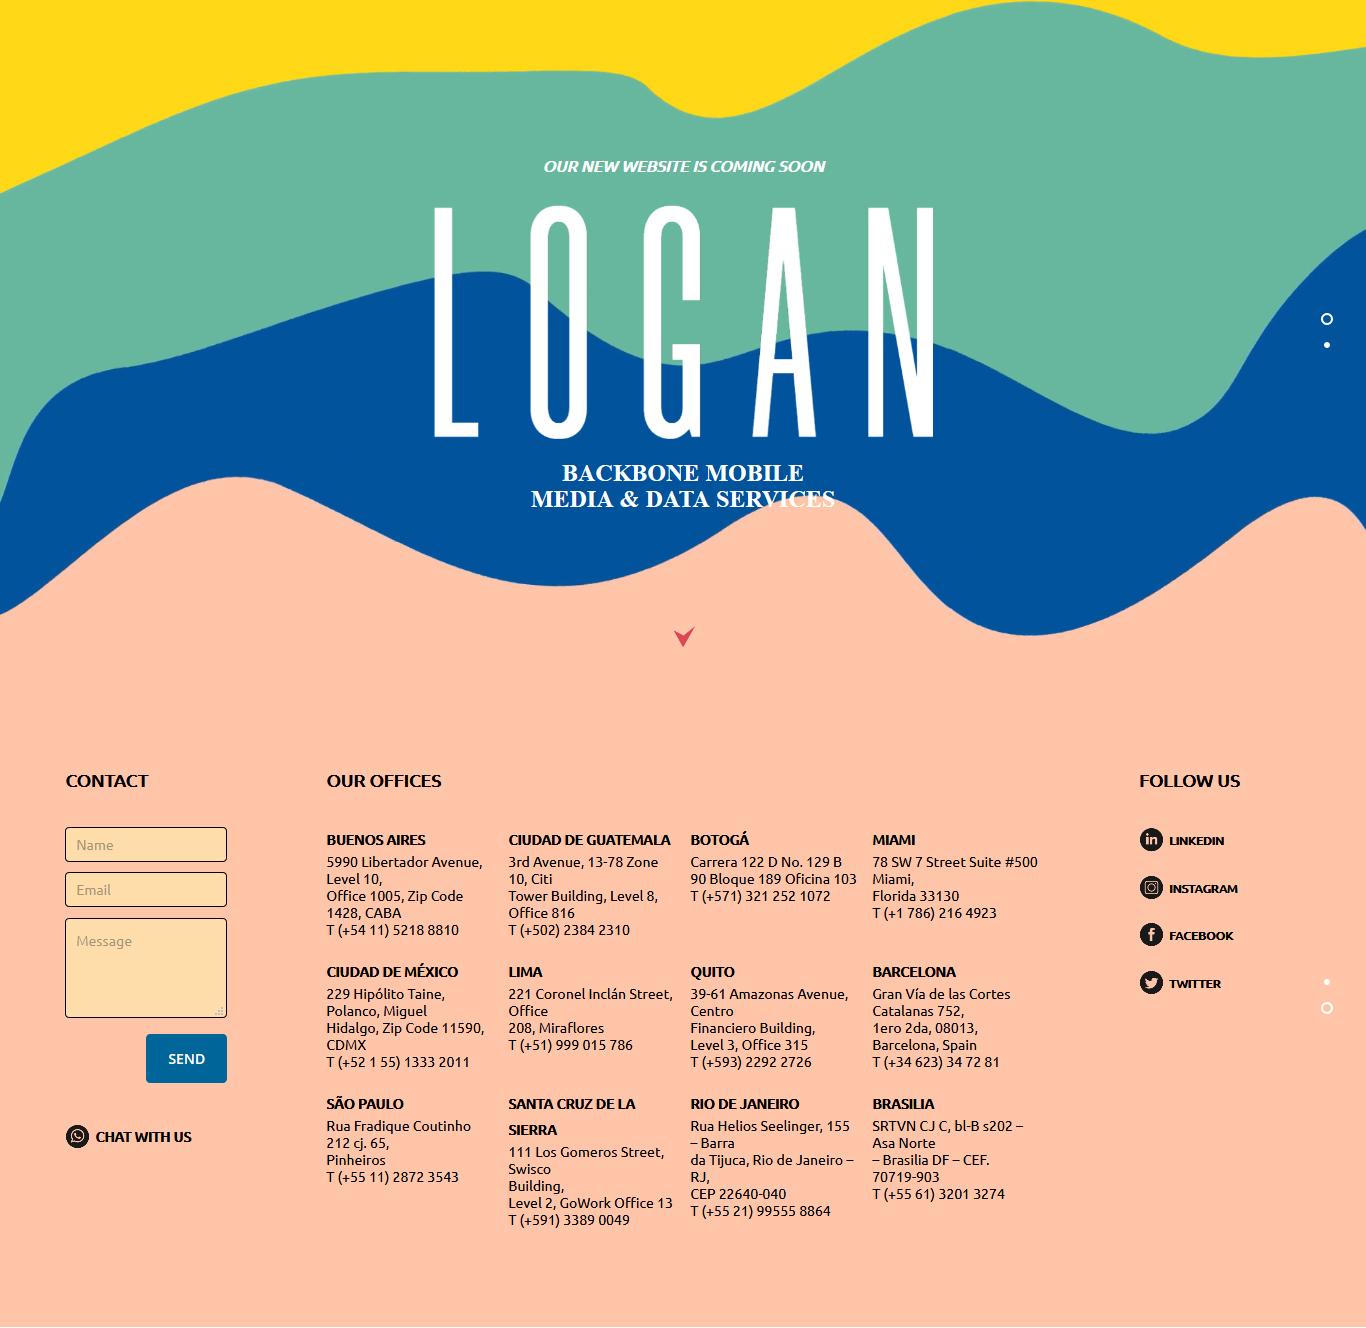 OUR NEW WEBSITE IS COMING SOON
LOGAN
BACKBONE MOBILE
MEDIA & DATA SERVICES
CONTACT
Name
Email
Message
SEND
CHAT WITH US
OUR OFFICES
BUENOS AIRES
5990 Libertador Avenue,
Level 10,
Office 1005, Zip Code
1428, CABA
T (+54 11) 5218 8810
CIUDAD DE GUATEMALA
3rd Avenue, 13-78 Zone
10, Citi
Tower Building, Level 8,
Office 816
T (+502) 2384 2310
BOTOGÁ
Carrera 122 D No. 129 B
90 Bloque 189 Oficina 103
T (+571) 321 252 1072
MIAMI
78 SW 7 Street Suite #500
Miami,
Florida 33130
T (+1 786) 216 4923
CIUDAD DE MÉXICO
229 Hipólito Taine,
Polanco, Miguel
Hidalgo, Zip Code 11590,
CDMX
T (+52 1 55) 1333 2011
LIMA
221 Coronel Inclán Street,
Office
208, Miraflores
T (+51) 999 015 786
QUITO
39-61 Amazonas Avenue,
Centro
Financiero Building,
Level 3, Office 315
T (+593) 2292 2726
BARCELONA
Gran Vía de las Cortes
Catalanas 752,
1ero 2da, 08013,
Barcelona, Spain
T (+34 623) 34 72 81
SÃO PAULO
Rua Fradique Coutinho
212 cj. 65,
Pinheiros
T (+55 11) 2872 3543
SANTA CRUZ DE LA
SIERRA
111 Los Gomeros Street,
Swisco
Building,
Level 2, GoWork Office 13
T (+591) 3389 0049
RIO DE JANEIRO
Rua Helios Seelinger, 155
– Barra
da Tijuca, Rio de Janeiro –
RJ,
CEP 22640-040
T (+55 21) 99555 8864
BRASILIA
SRTVN CJ C, bl-B s202 –
Asa Norte
– Brasilia DF – CEF.
70719-903
T (+55 61) 3201 3274
FOLLOW US
LINKEDIN
INSTAGRAM
FACEBOOK
TWITTER